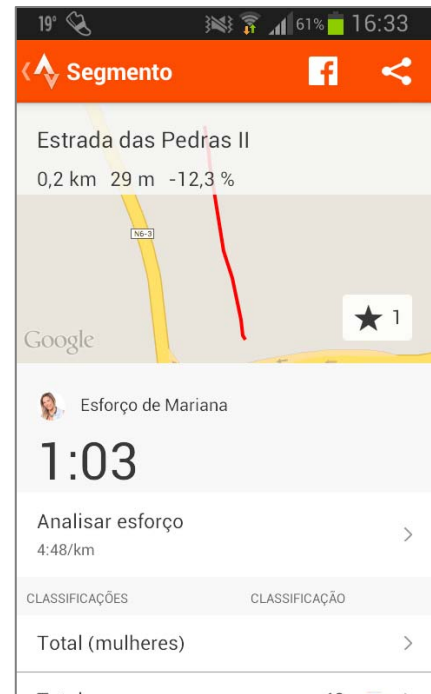 19° 61% 16:33
Segmento
Estrada das Pedras II
0,2 km 29 m -12,3 %
N6-3
1
Google
Esforço de Mariana
1:03
Analisar esforço
4:48/km
CLASSIFICAÇÕES CLASSIFICAÇÃO
Total (mulheres)